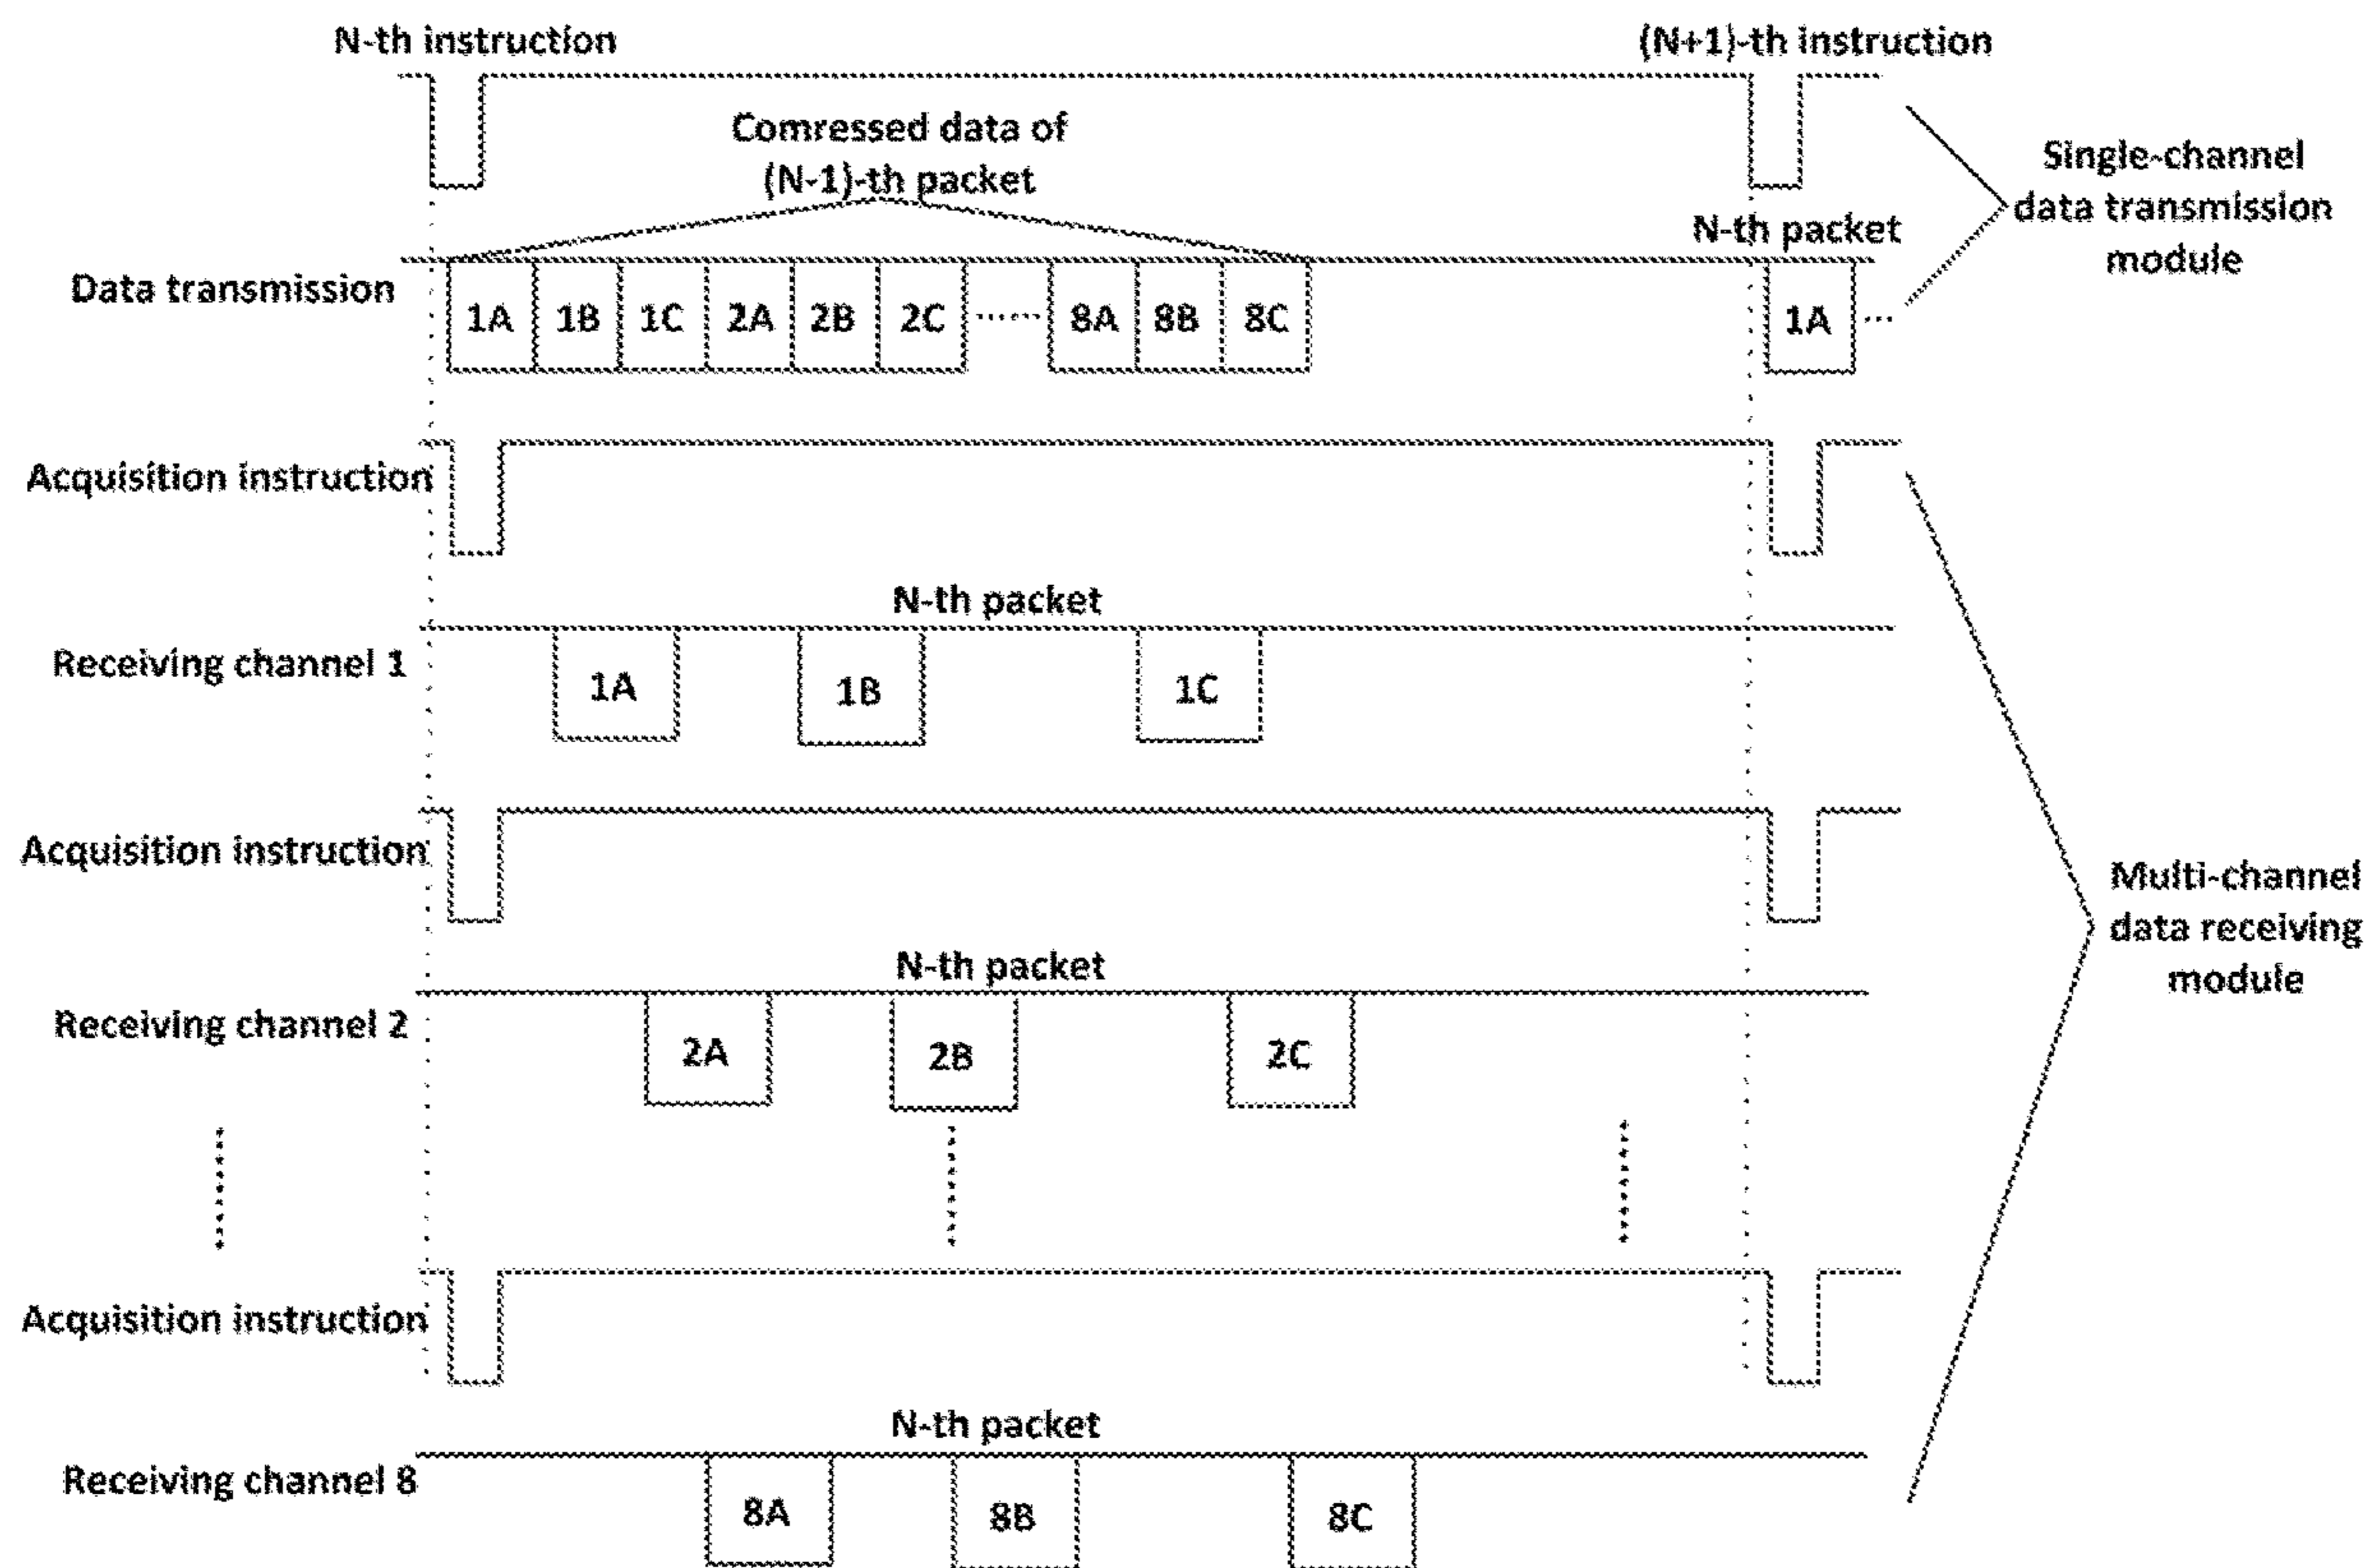 N-th instruction
(N+1)-th instruction
Comressed data of
(N-1)-th packet
Single-channel
data transmission
module
N-th packet
Data transmission
1A 1B 1C 2A 2B 2C ...... 8A 8B 8C
1A ...
Acquisition instruction
N-th packet
Receiving channel 1
1A 1B 1C
Acquisition instruction
Multi-channel
data receiving
module
N-th packet
Receiving channel 2
2A 2B 2C
Acquisition instruction
N-th packet
Receiving channel 8
8A 8B 8C